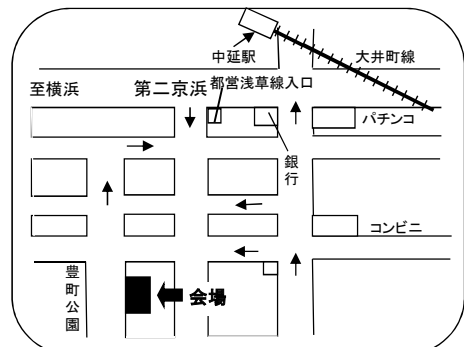 中延駅
大井町線
至横浜
第二京浜
都営浅草線入口
パチンコ
銀行
コンビニ
豊町公園
会場